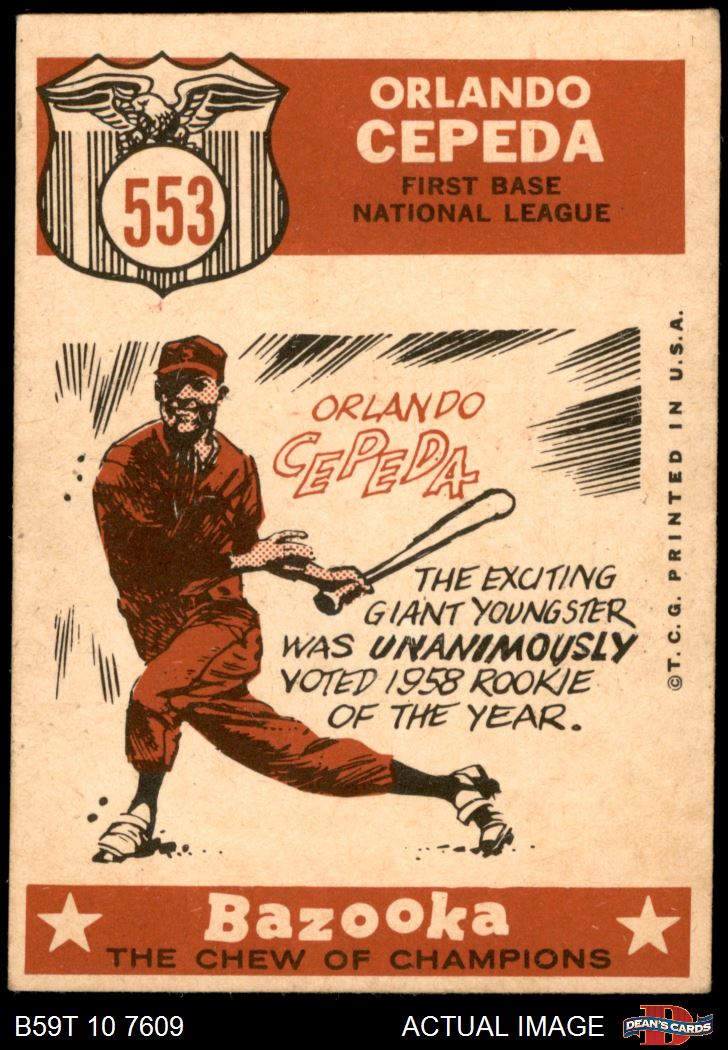 553
ORLANDO
CEPEDA
FIRST BASE
NATIONAL LEAGUE
S
ORLANDO
CEPEDA
THE EXCITING
GIANT YOUNGSTER
WAS UNANIMOUSLY
VOTED 1958 ROOKIE
OF THE YEAR.
© T. C. G. PRINTED IN U.S.A.
Bazooka
THE CHEW OF CHAMPIONS
B59T 10 7609
ACTUAL IMAGE
D
DEAN'S CARDS